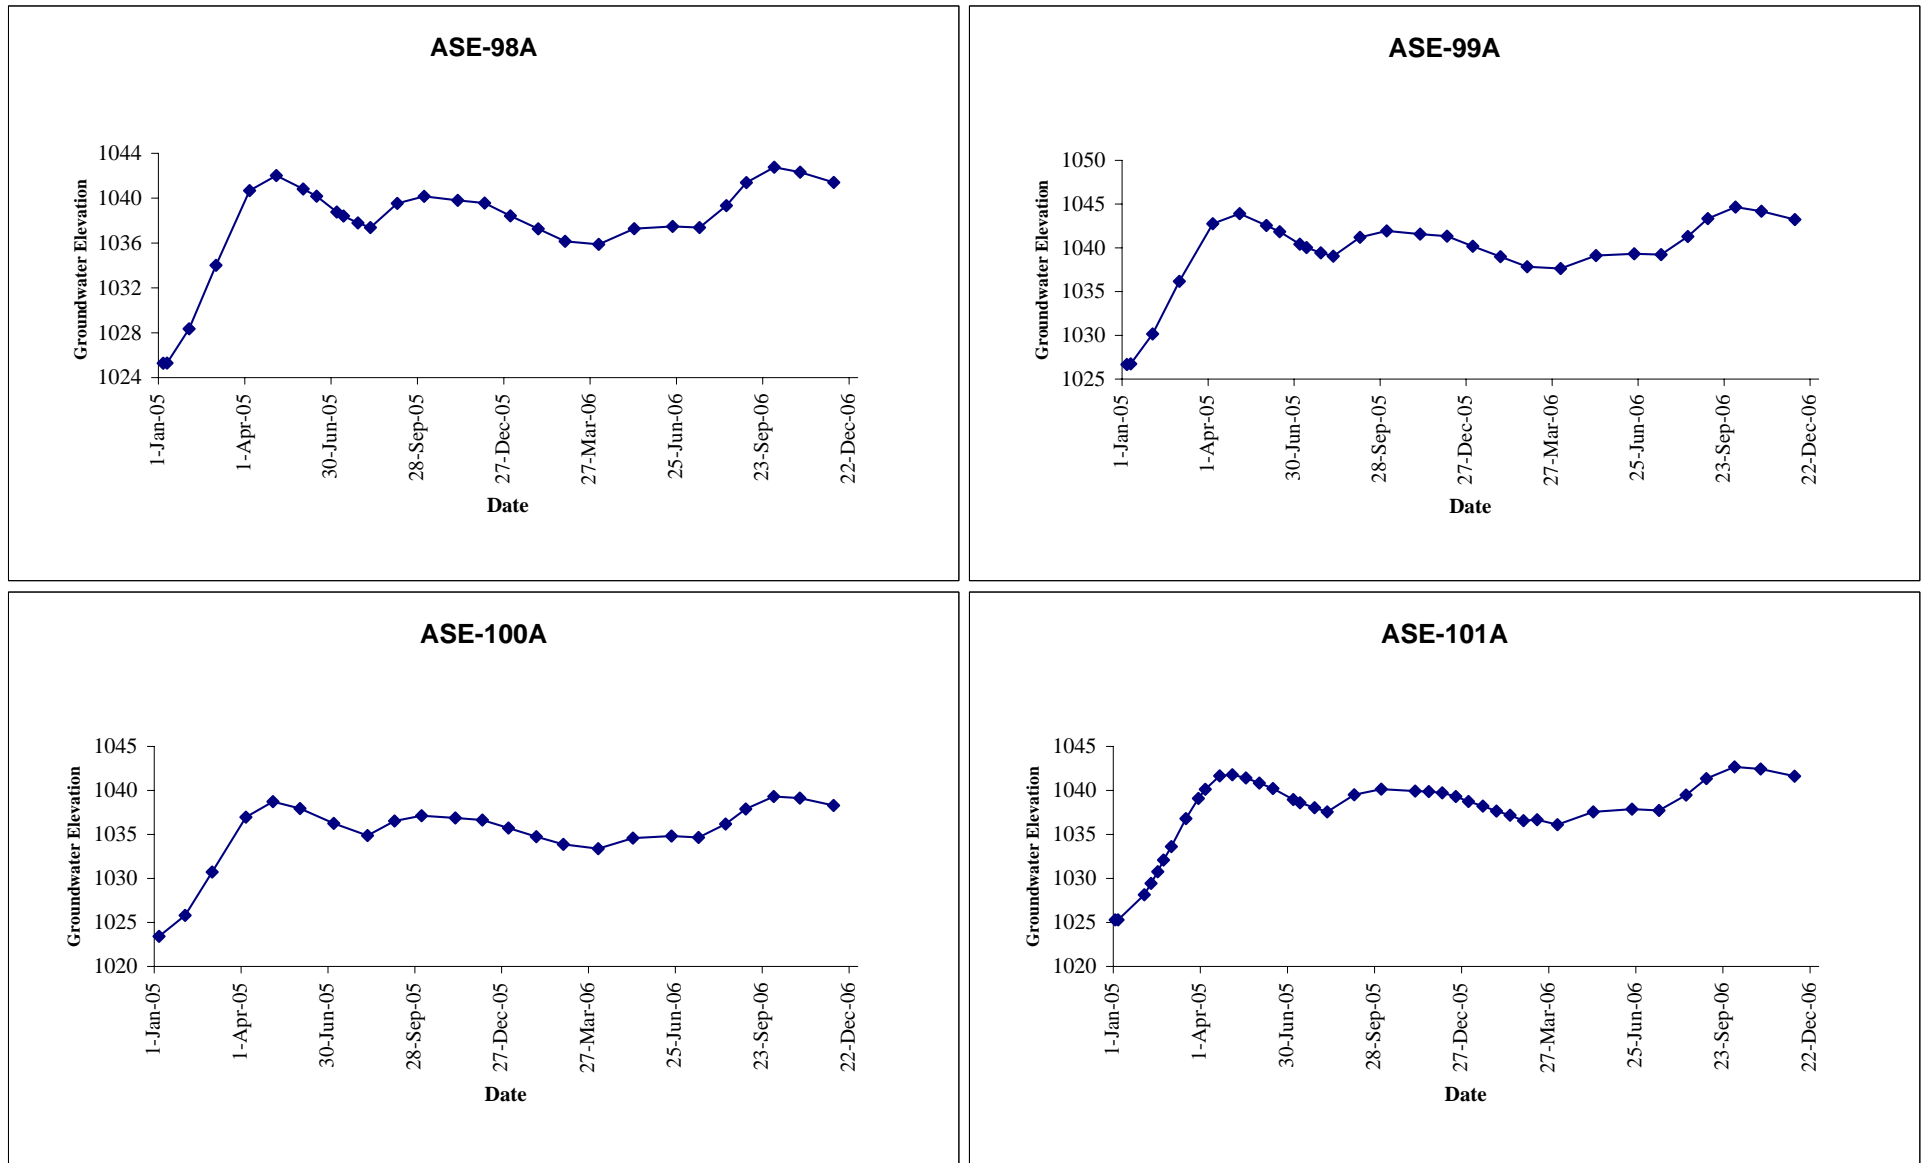 ASE-98A
Groundwater Elevation
1044
1040
1036
1032
1028
1024
1-Jan-05
1-Apr-05
30-Jun-05
28-Sep-05
27-Dec-05
27-Mar-06
25-Jun-06
23-Sep-06
22-Dec-06
Date
ASE-99A
Groundwater Elevation
1050
1045
1040
1035
1030
1025
1-Jan-05
1-Apr-05
30-Jun-05
28-Sep-05
27-Dec-05
27-Mar-06
25-Jun-06
23-Sep-06
22-Dec-06
Date
ASE-100A
Groundwater Elevation
1045
1040
1035
1030
1025
1020
1-Jan-05
1-Apr-05
30-Jun-05
28-Sep-05
27-Dec-05
27-Mar-06
25-Jun-06
23-Sep-06
22-Dec-06
Date
ASE-101A
Groundwater Elevation
1045
1040
1035
1030
1025
1020
1-Jan-05
1-Apr-05
30-Jun-05
28-Sep-05
27-Dec-05
27-Mar-06
25-Jun-06
23-Sep-06
22-Dec-06
Date